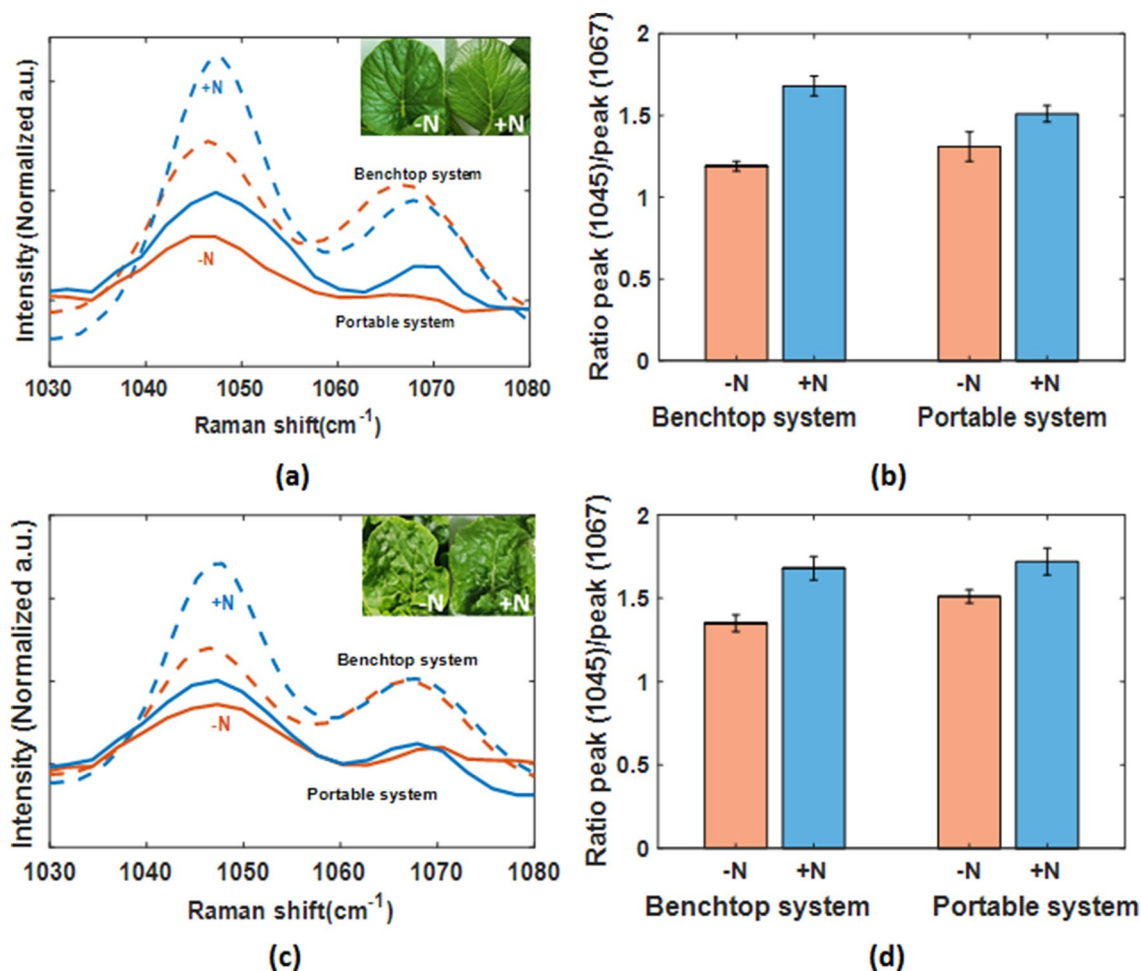 Intensity (Normalized a.u.)
+N
-N
-N
+N
Benchtop system
Portable system
1030
1040
1050
1060
1070
1080
Raman shift(cm-1)
(a)
Ratio peak (1045)/peak (1067)
2
1.5
1
0.5
0
-N
+N
-N
+N
Benchtop system
Portable system
(b)
Intensity (Normalized a.u.)
+N
-N
-N
+N
Benchtop system
Portable system
1030
1040
1050
1060
1070
1080
Raman shift(cm-1)
(c)
Ratio peak (1045)/peak (1067)
2
1.5
1
0.5
0
-N
+N
-N
+N
Benchtop system
Portable system
(d)